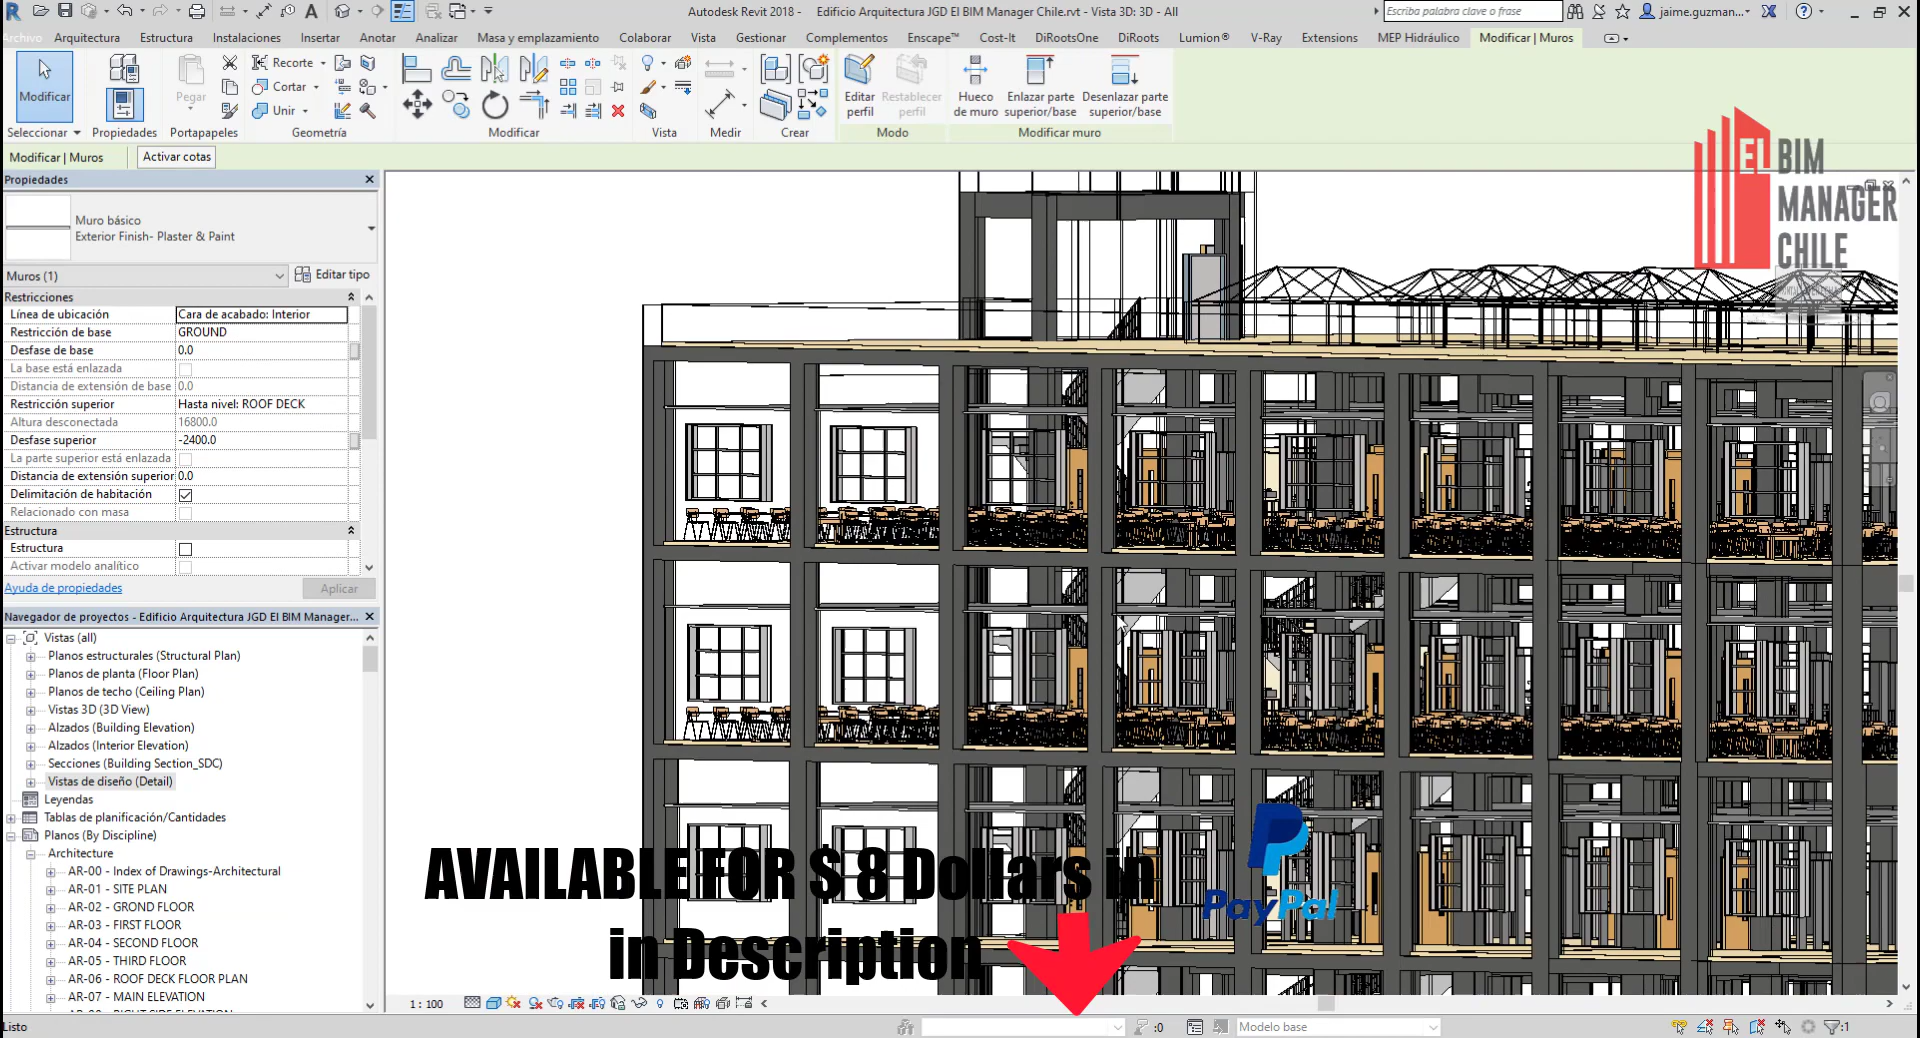 Autodesk Revit 2018 - Edificio Arquitectura JGD El BIM Manager Chile.rvt - Vista 3D: 3D - All
Escriba palabra clave o frase
jaime.guzman...
Archivo Arquitectura Estructura Instalaciones Insertar Anotar Analizar Masa y emplazamiento Colaborar Vista Gestionar Complementos Enscape™ Cost-It DiRootsOne DiRoots Lumion® V-Ray Extensions MEP Hidráulico Modificar | Muros
Modificar
Pegar
Recorte
Cortar
Unir
Editar perfil
Restablecer perfil
Hueco de muro
Enlazar parte superior/base
Desenlazar parte superior/base
Seleccionar Propiedades Portapapeles Geometría Modificar Vista Medir Crear Modo Modificar muro
Modificar | Muros Activar cotas
Propiedades
Muro básico
Exterior Finish- Plaster & Paint
Muros (1) Editar tipo
Restricciones
Línea de ubicación Cara de acabado: Interior
Restricción de base GROUND
Desfase de base 0.0
La base está enlazada
Distancia de extensión de base 0.0
Restricción superior Hasta nivel: ROOF DECK
Altura desconectada 16800.0
Desfase superior -2400.0
La parte superior está enlazada
Distancia de extensión superior 0.0
Delimitación de habitación
Relacionado con masa
Estructura
Estructura
Activar modelo analítico
Ayuda de propiedades Aplicar
Navegador de proyectos - Edificio Arquitectura JGD El BIM Manager...
Vistas (all)
Planos estructurales (Structural Plan)
Planos de planta (Floor Plan)
Planos de techo (Ceiling Plan)
Vistas 3D (3D View)
Alzados (Building Elevation)
Alzados (Interior Elevation)
Secciones (Building Section_SDC)
Vistas de diseño (Detail)
Leyendas
Tablas de planificación/Cantidades
Planos (By Discipline)
Architecture
AR-00 - Index of Drawings-Architectural
AR-01 - SITE PLAN
AR-02 - GROUND FLOOR
AR-03 - FIRST FLOOR
AR-04 - SECOND FLOOR
AR-05 - THIRD FLOOR
AR-06 - ROOF DECK FLOOR PLAN
AR-07 - MAIN ELEVATION
EL BIM
MANAGER
CHILE
AVAILABLE FOR $ 8 Dollars in
in Description
PayPal
1 : 100
Listo
:0
Modelo base
:1